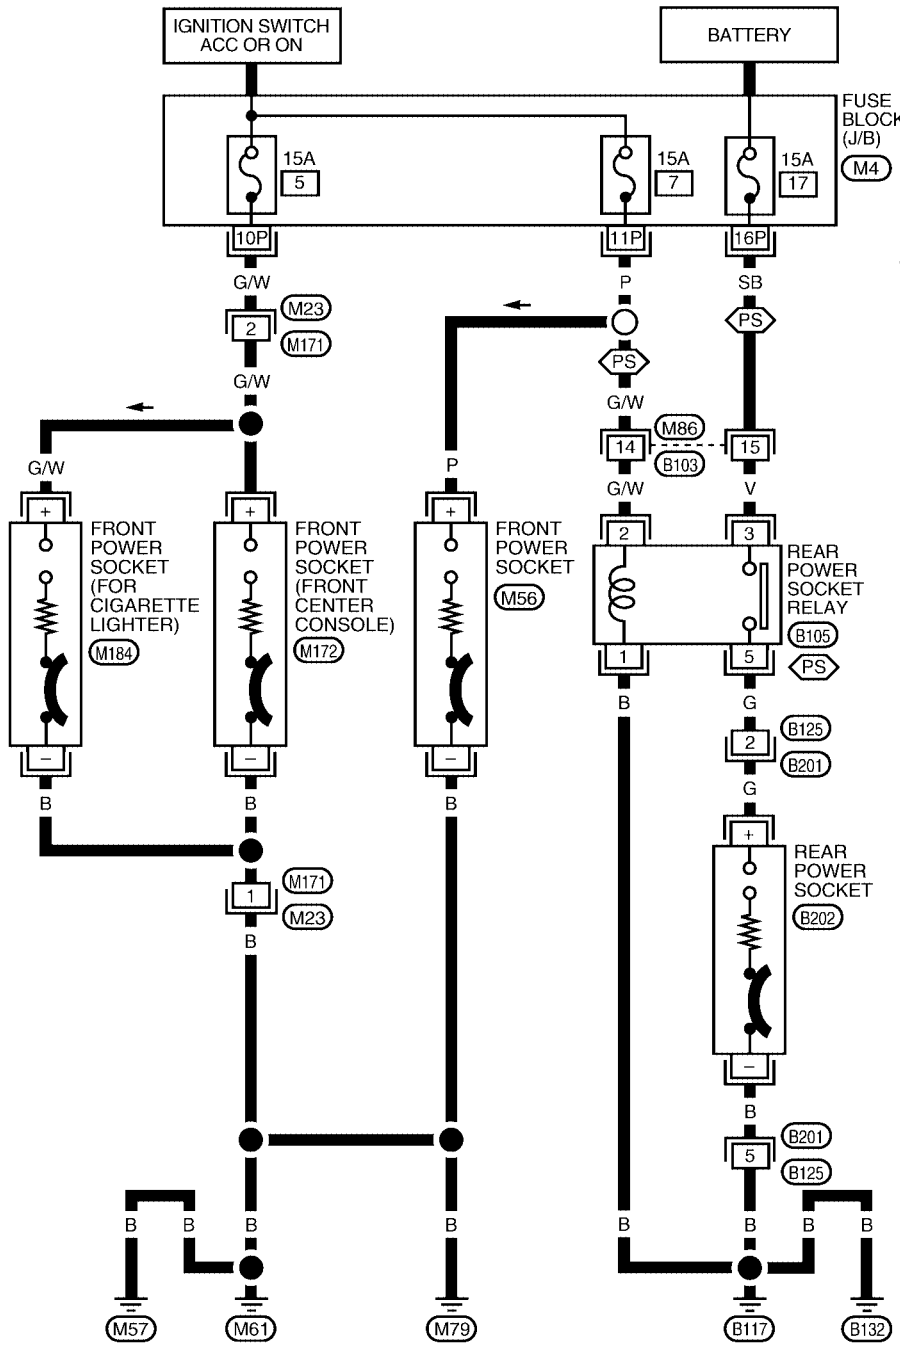 IGNITION SWITCH
ACC OR ON
BATTERY
FUSE
BLOCK
(J/B)
M4
15A
5
15A
7
15A
17
10P
11P
16P
G/W
P
SB
M23
2
M171
PS
PS
G/W
G/W
M86
14
15
B103
G/W
P
G/W
V
+
+
+
2
3
FRONT
POWER
SOCKET
(FOR
CIGARETTE
LIGHTER)
M184
FRONT
POWER
SOCKET
(FRONT
CENTER
CONSOLE)
M172
FRONT
POWER
SOCKET
M56
REAR
POWER
SOCKET
RELAY
B105
PS
1
5
B
G
–
–
–
B125
2
B201
B
B
B
G
+
REAR
POWER
SOCKET
B202
M171
1
M23
B
–
B
B201
5
B125
B
B
B
B
B
B
B
B
M57
M61
M79
B117
B132